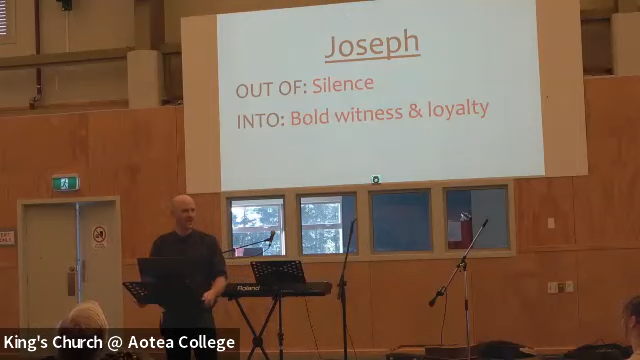 Joseph
OUT OF: Silence
INTO: Bold witness & loyalty
Roland
King's Church @ Aotea College